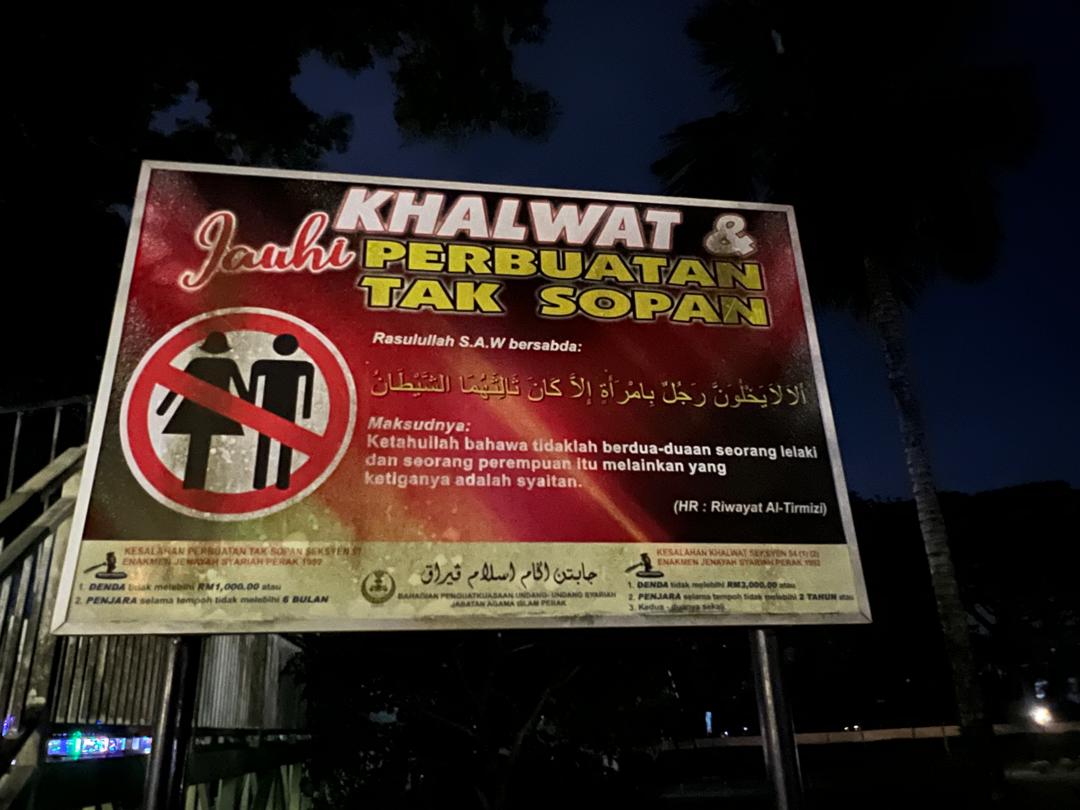 Jauhi KHALWAT &
PERBUATAN
TAK SOPAN
Rasulullah S.A.W bersabda:
أَلاَ لاَ يَخْلُوَنَّ رَجُلٌ بِامْرَأَةٍ إِلاَّ كَانَ ثَالِثَهُمَا الشَّيْطَانُ
Maksudnya:
Ketahuilah bahawa tidaklah berdua-duaan seorang lelaki
dan seorang perempuan itu melainkan yang
ketiganya adalah syaitan.
(HR : Riwayat Al-Tirmizi)
KESALAHAN PERBUATAN TAK SOPAN SEKSYEN 57
ENAKMEN JENAYAH SYARIAH PERAK 1992
1. DENDA tidak melebihi RM1,000.00 atau
2. PENJARA selama tempoh tidak melebihi 6 BULAN
جابتن اݢام اسلام ڤيراق
BAHAGIAN PENGUATKUASAAN UNDANG- UNDANG SYARIAH
JABATAN AGAMA ISLAM PERAK
KESALAHAN KHALWAT SEKSYEN 54 (1) (2)
ENAKMEN JENAYAH SYARIAH PERAK 1992
1. DENDA tidak melebihi RM3,000.00 atau
2. PENJARA selama tempoh tidak melebihi 2 TAHUN atau
3. Kedua - duanya sekali